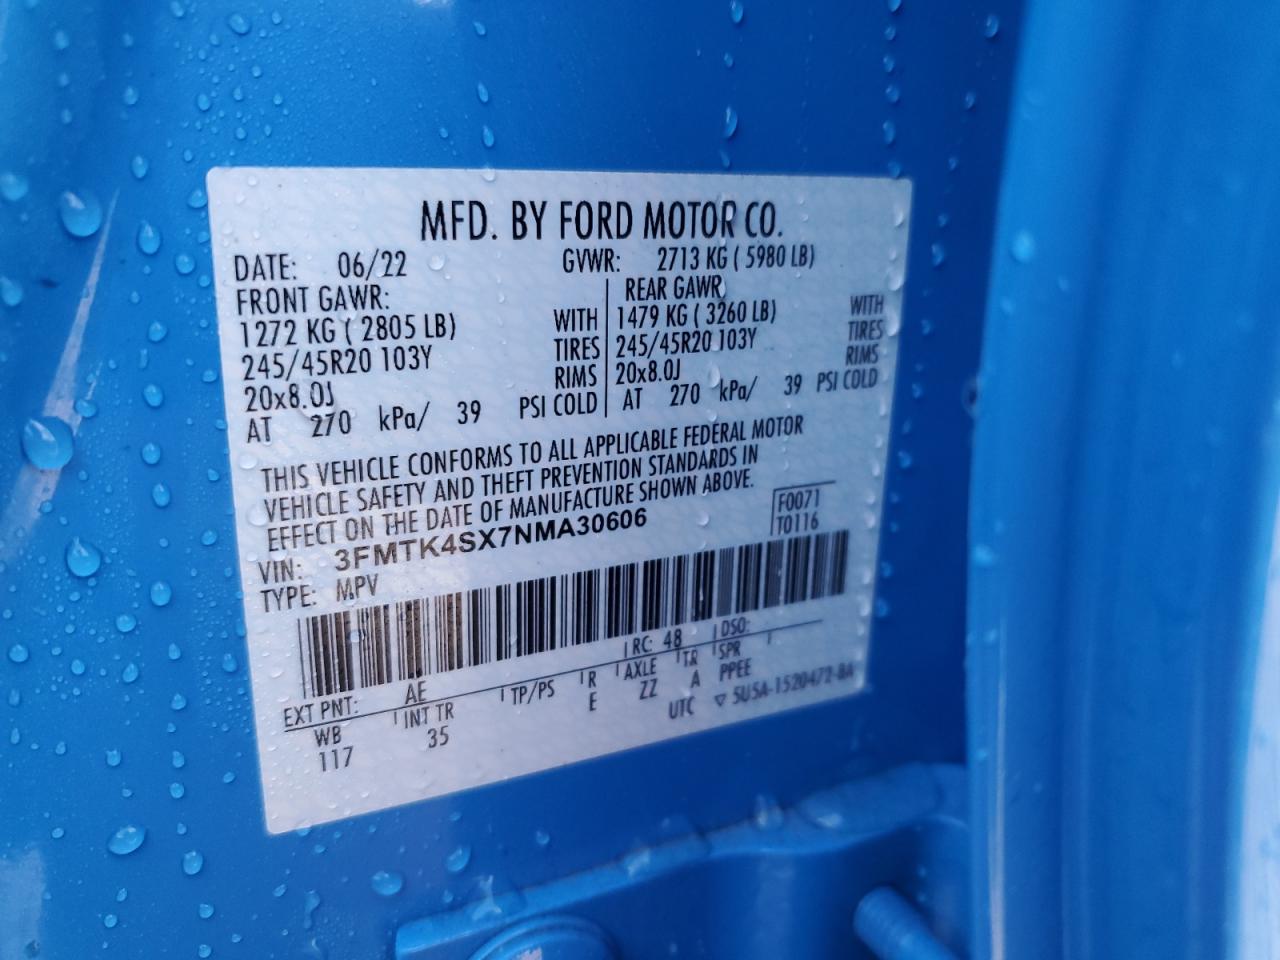 MFD. BY FORD MOTOR CO.
DATE: 06/22 GVWR: 2713 KG ( 5980 LB)
FRONT GAWR: REAR GAWR
1272 KG ( 2805 LB) WITH 1479 KG ( 3260 LB) WITH
245/45R20 103Y TIRES 245/45R20 103Y TIRES
20x8.0J RIMS 20x8.0J RIMS
AT 270 kPa/ 39 PSI COLD AT 270 kPa/ 39 PSI COLD
THIS VEHICLE CONFORMS TO ALL APPLICABLE FEDERAL MOTOR
VEHICLE SAFETY AND THEFT PREVENTION STANDARDS IN
EFFECT ON THE DATE OF MANUFACTURE SHOWN ABOVE.
F0071
VIN: 3FMTK4SX7NMA30606 T0116
TYPE: MPV
EXT PNT: AE RC: 48 DSO:
WB INT TR TP/PS R AXLE TR SPR
117 35 E ZZ A PPEE
UTC ▽ 5U5A-1520472-BA